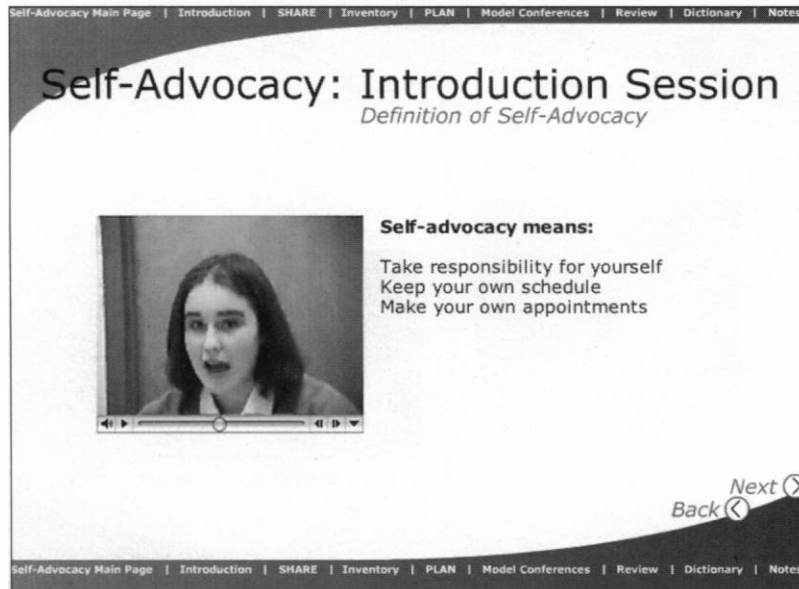 Self-Advocacy Main Page | Introduction | SHARE | Inventory | PLAN | Model Conferences | Review | Dictionary | Notes
Self-Advocacy: Introduction Session
Definition of Self-Advocacy
Self-advocacy means:
Take responsibility for yourself
Keep your own schedule
Make your own appointments
Next
Back
Self-Advocacy Main Page | Introduction | SHARE | Inventory | PLAN | Model Conferences | Review | Dictionary | Notes